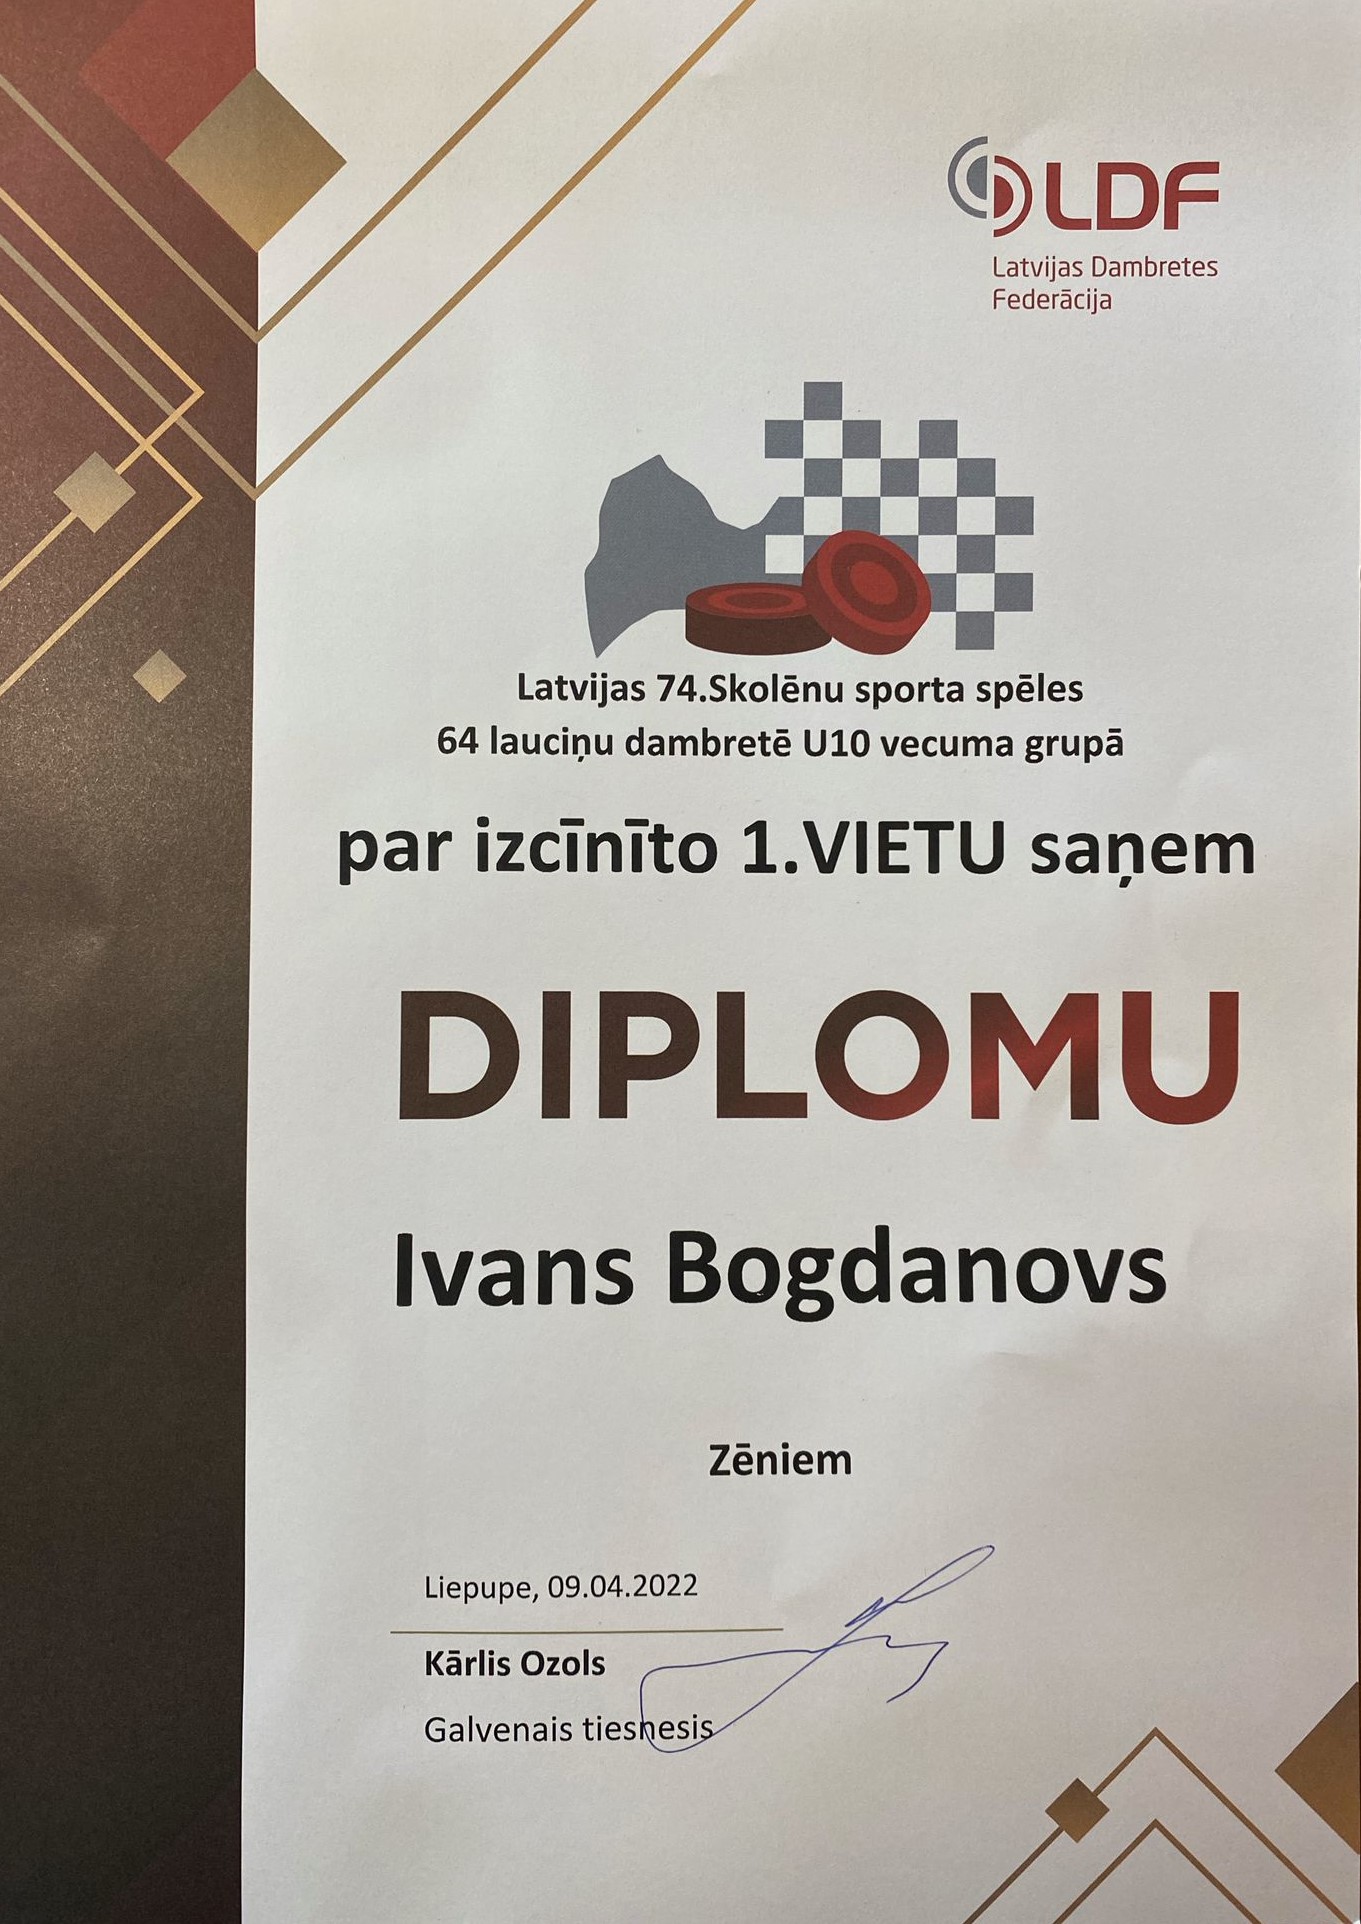 LDF
Latvijas Dambretes
Federācija
Latvijas 74.Skolēnu sporta spēles
64 lauciņu dambretē U10 vecuma grupā
par izcīnīto 1.VIETU saņem
DIPLOMU
Ivans Bogdanovs
Zēniem
Liepupe, 09.04.2022
Kārlis Ozols
Galvenais tiesnesis